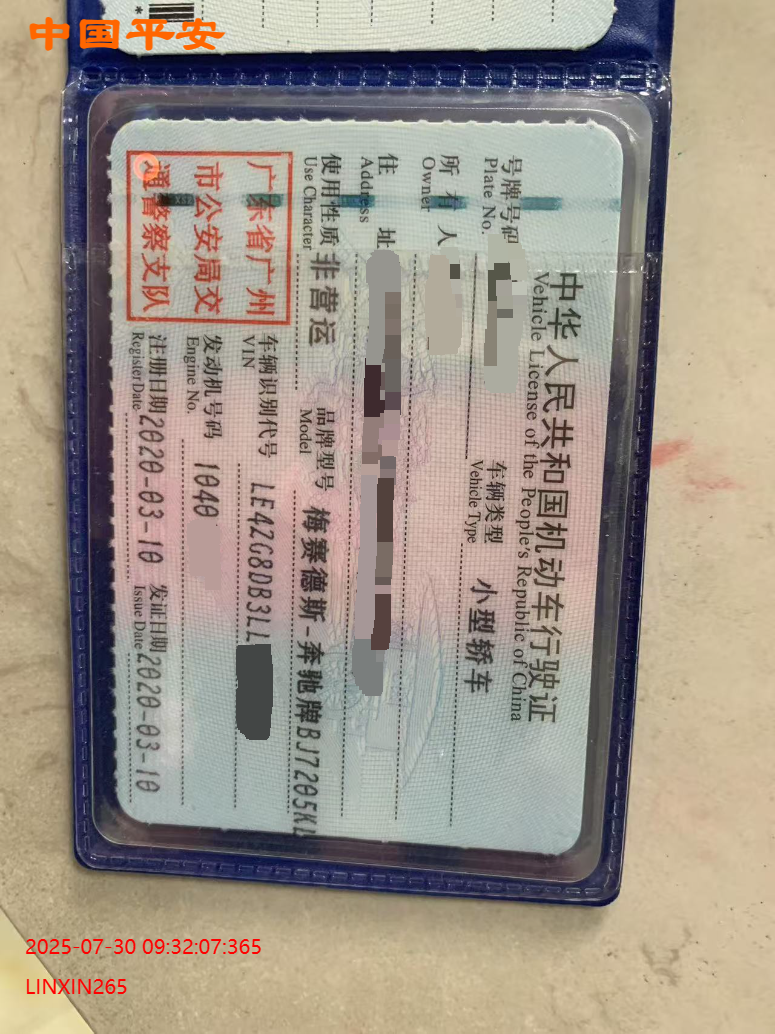 中国平安
中华人民共和国机动车行驶证
Vehicle License of the People's Republic of China
号牌号码
Plate No.
车辆类型 小型轿车
Vehicle Type
所有人
Owner
住址
Address
使用性质 非营运
Use Character
品牌型号 梅赛德斯-奔驰牌BJ7205K
Model
广东省广州
市公安局交
通警察支队
车辆识别代号 LE4ZG8DB3LL
VIN
发动机号码 1040
Engine No.
注册日期 2020-03-10
Register Date
发证日期 2020-03-10
Issue Date
2025-07-30 09:32:07:365
LINXIN265